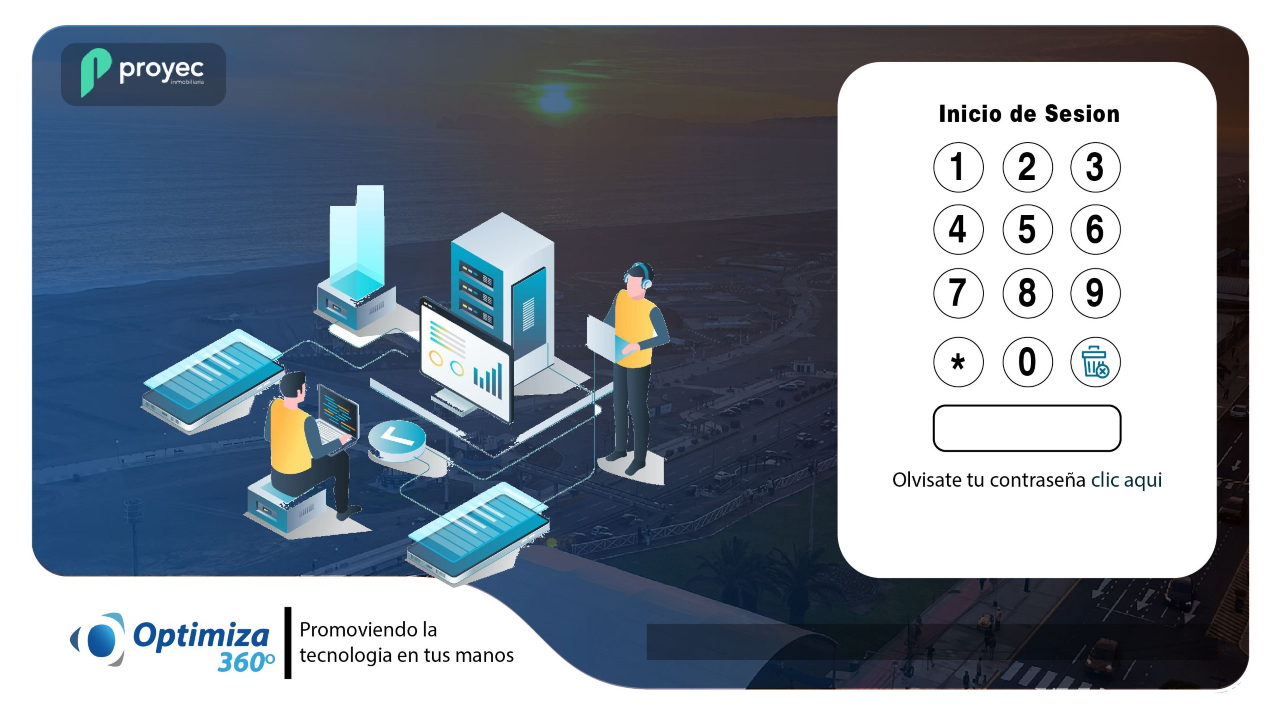 proyec
inmobiliaria
Inicio de Sesion
1 2 3
4 5 6
7 8 9
* 0
Olvisate tu contraseña clic aqui
Optimiza
360º
Promoviendo la
tecnologia en tus manos